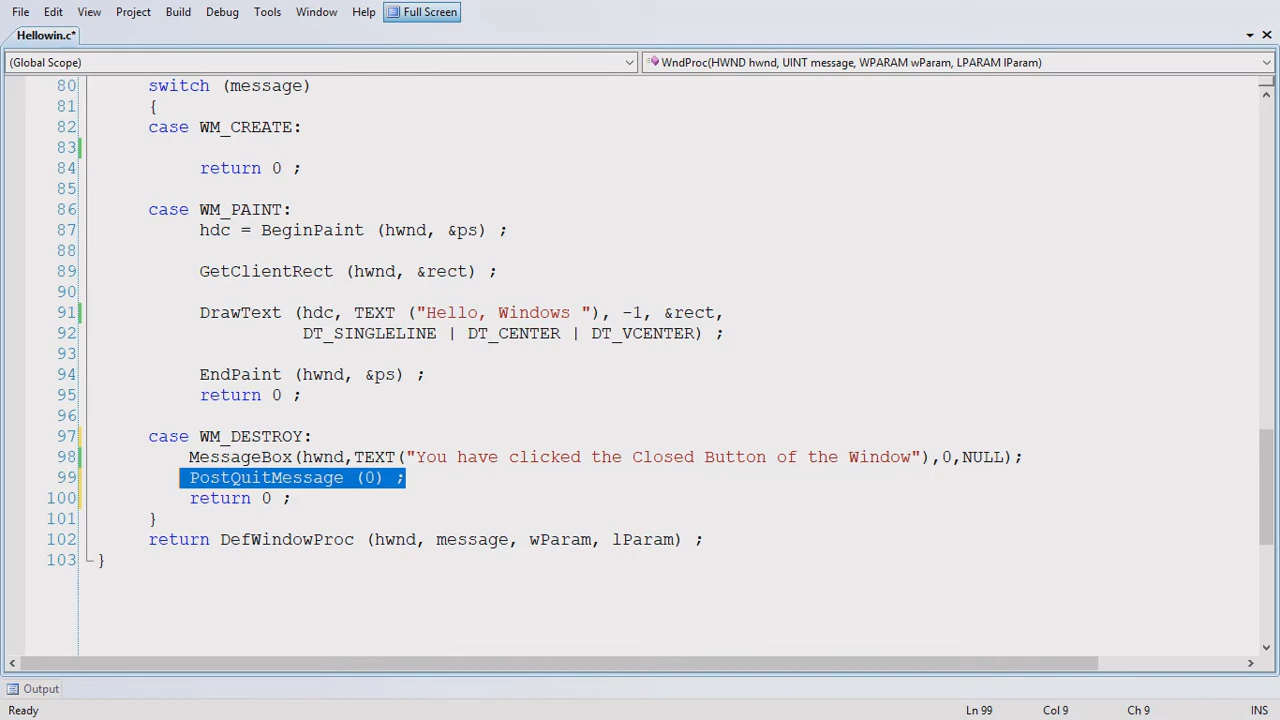 File Edit View Project Build Debug Tools Window Help Full Screen
Hellowin.c*
(Global Scope) WndProc(HWND hwnd, UINT message, WPARAM wParam, LPARAM lParam)
80 switch (message)
81 {
82 case WM_CREATE:
83
84 return 0 ;
85
86 case WM_PAINT:
87 hdc = BeginPaint (hwnd, &ps) ;
88
89 GetClientRect (hwnd, &rect) ;
90
91 DrawText (hdc, TEXT ("Hello, Windows "), -1, &rect,
92 DT_SINGLELINE | DT_CENTER | DT_VCENTER) ;
93
94 EndPaint (hwnd, &ps) ;
95 return 0 ;
96
97 case WM_DESTROY:
98 MessageBox(hwnd,TEXT("You have clicked the Closed Button of the Window"),0,NULL);
99 PostQuitMessage (0) ;
100 return 0 ;
101 }
102 return DefWindowProc (hwnd, message, wParam, lParam) ;
103 }
Output
Ready Ln 99 Col 9 Ch 9 INS